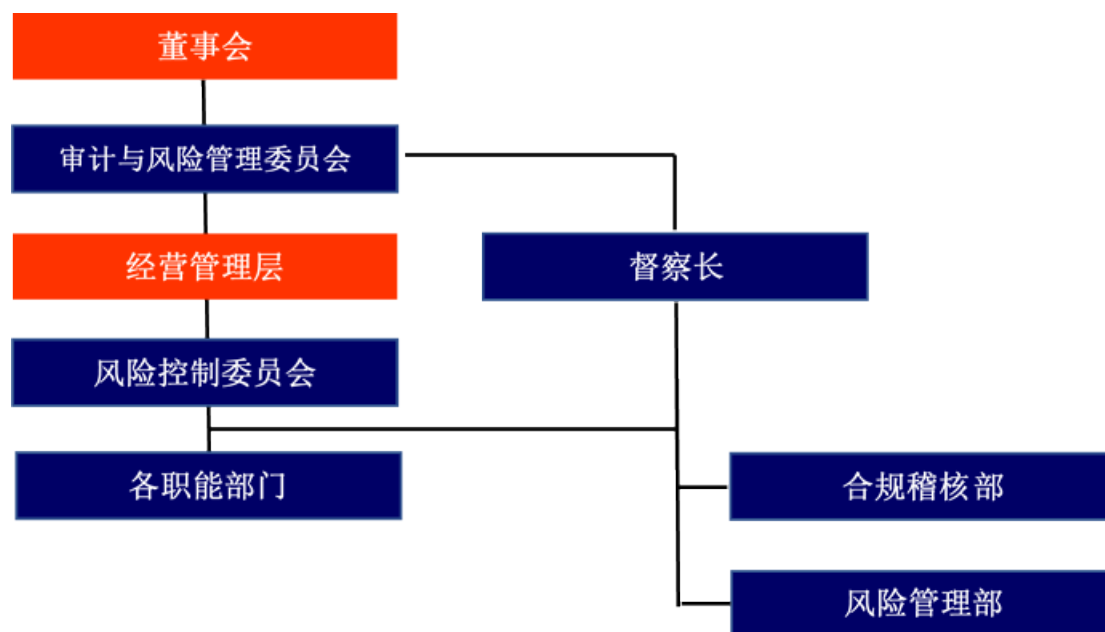 董事会
审计与风险管理委员会
经营管理层
督察长
风险控制委员会
各职能部门
合规稽核部
风险管理部